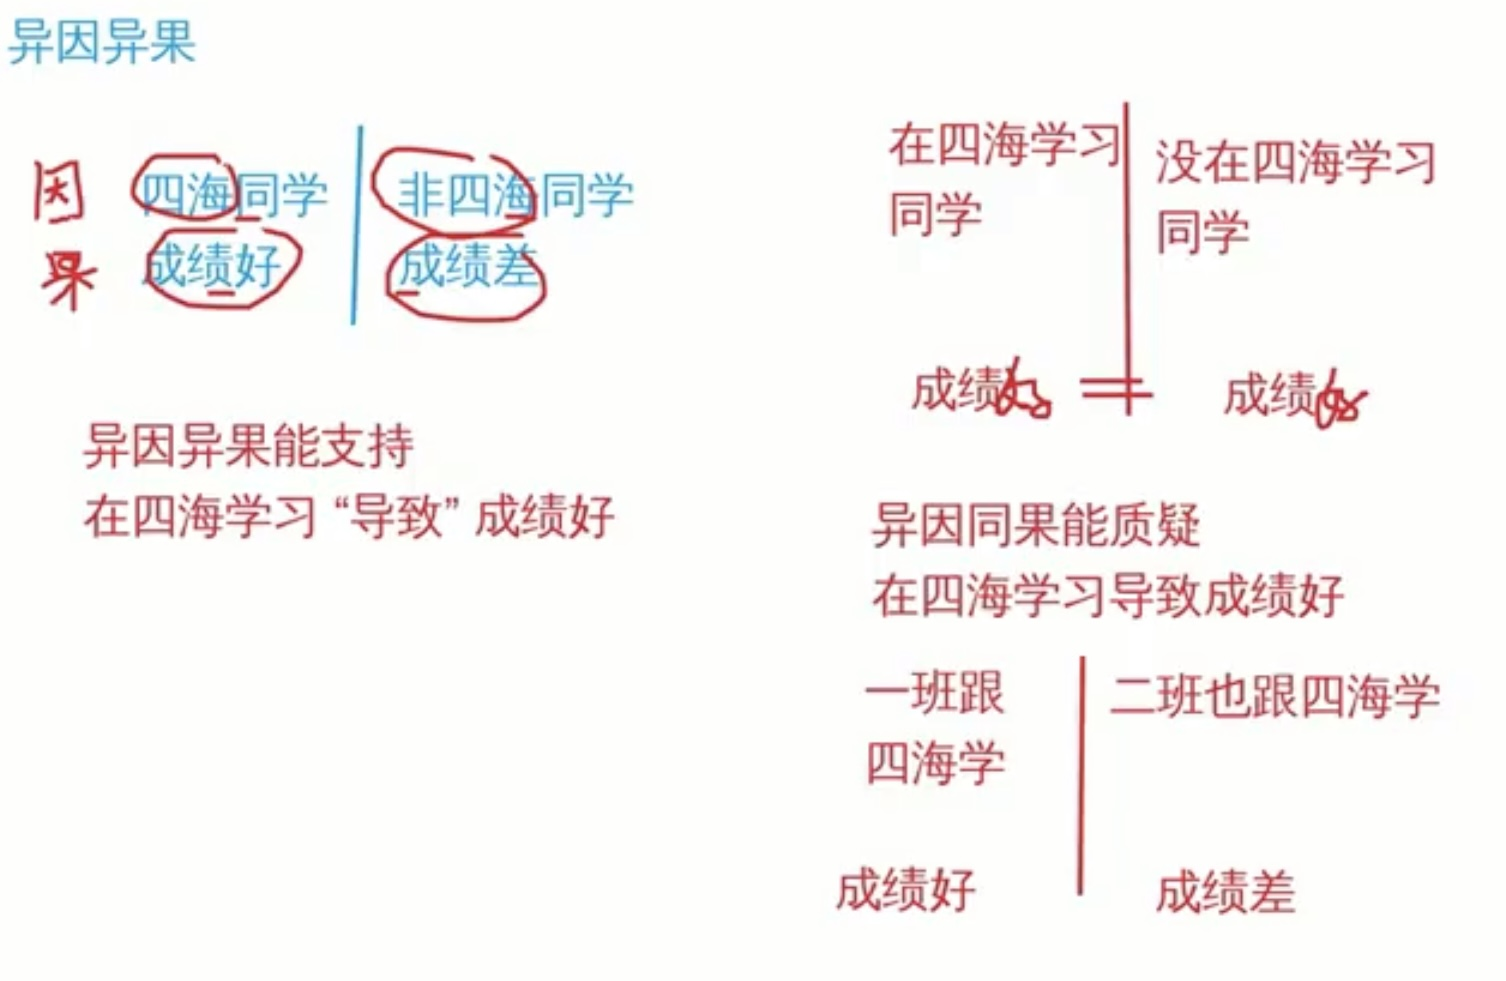 异因异果
因 四海同学 非四海同学
果 成绩好 成绩差
异因异果能支持
在四海学习“导致”成绩好
在四海学习
同学
没在四海学习
同学
成绩好 = 成绩好
异因同果能质疑
在四海学习导致成绩好
一班跟
四海学
二班也跟四海学
成绩好 成绩差